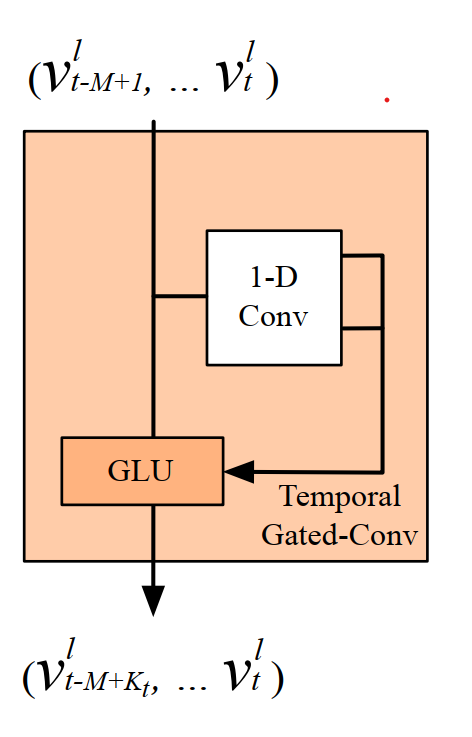 (v^l_{t-M+1}, ... v^l_t )
1-D
Conv
GLU
Temporal
Gated-Conv
(v^l_{t-M+K_t}, ... v^l_t )